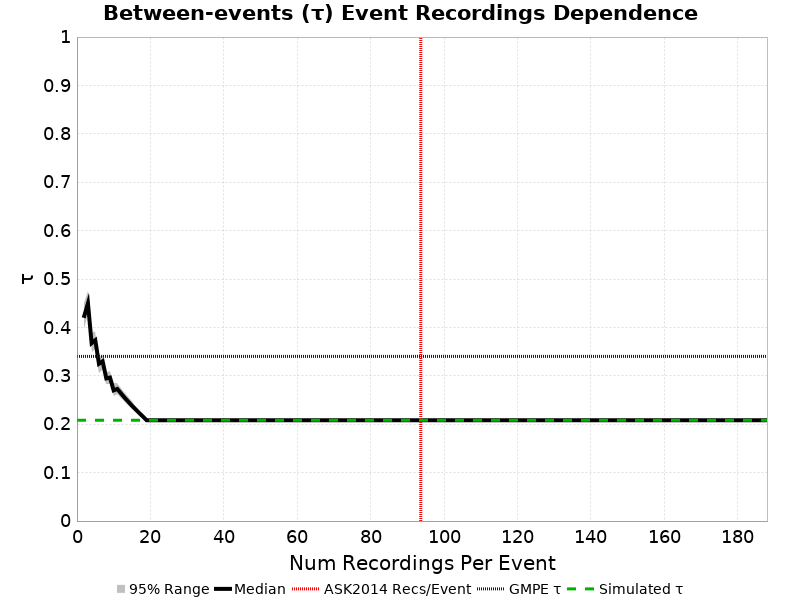 Between-events (τ) Event Recordings Dependence
1
0.9
0.8
0.7
0.6
0.5
0.4
0.3
0.2
0.1
0
τ
0 20 40 60 80 100 120 140 160 180
Num Recordings Per Event
95% Range Median ASK2014 Recs/Event GMPE τ Simulated τ